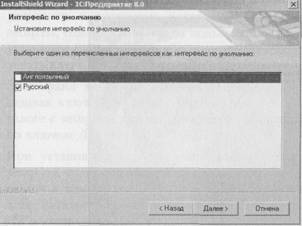 InstallShield Wizard - 1С:Предприятие 8.0
Интерфейс по умолчанию
Установите интерфейс по умолчанию
Выберите один из перечисленных интерфейсов как интерфейс по умолчанию:
Англоязычный
Русский
< Назад
Далее >
Отмена